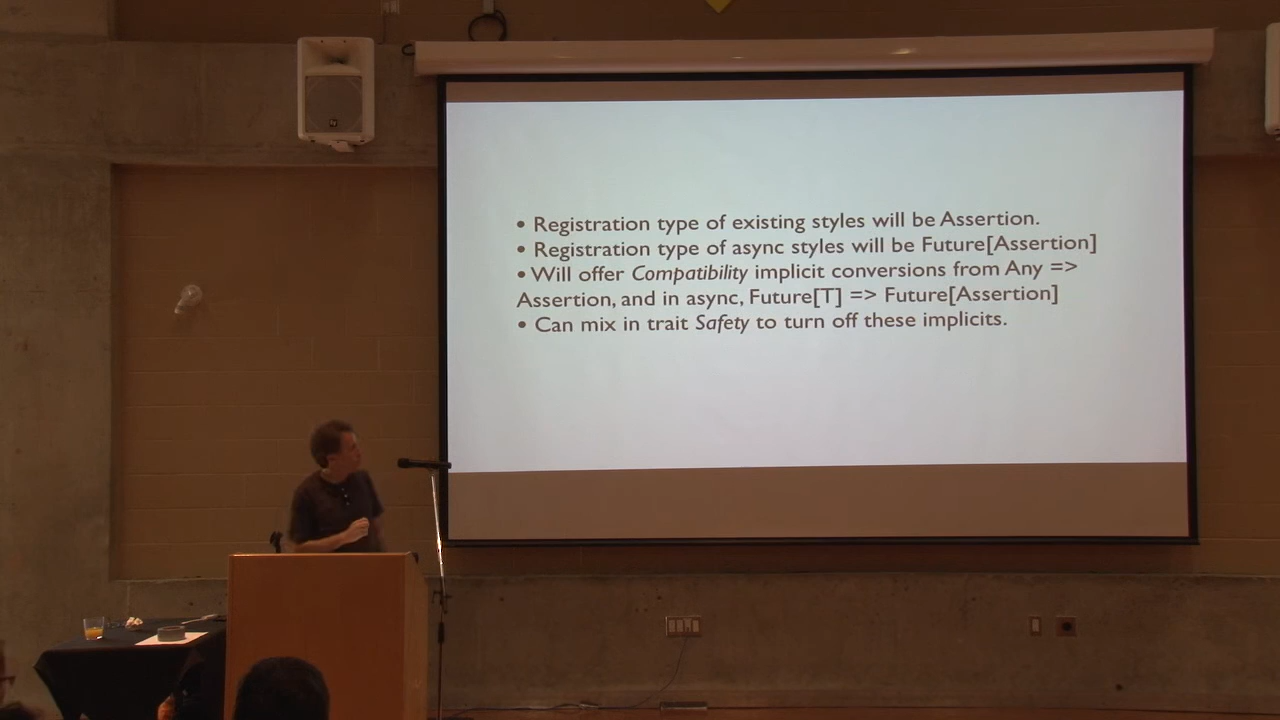 • Registration type of existing styles will be Assertion.
• Registration type of async styles will be Future[Assertion]
• Will offer Compatibility implicit conversions from Any =>
Assertion, and in async, Future[T] => Future[Assertion]
• Can mix in trait Safety to turn off these implicits.